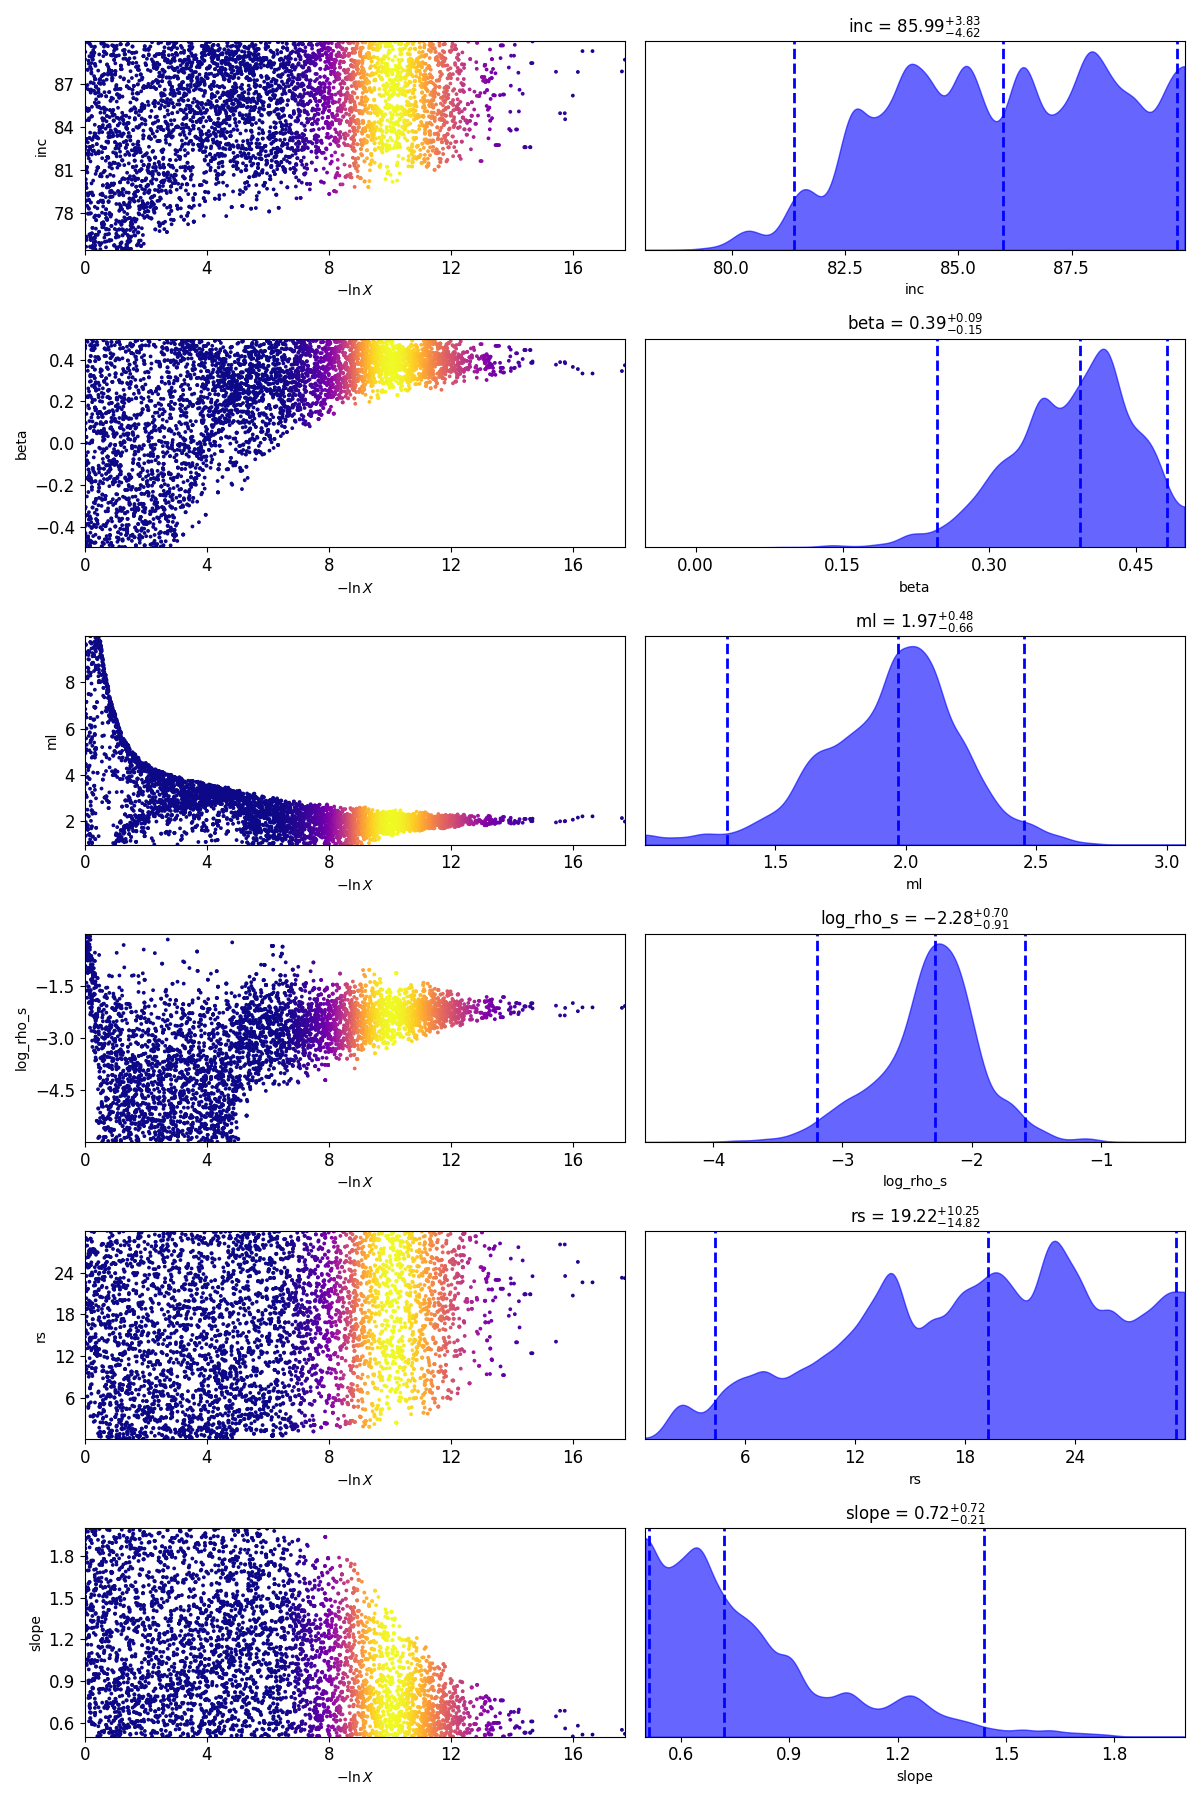 inc = 85.99^{+3.83}_{-4.62}
87
84
81
78
inc
0 4 8 12 16
−ln X
80.0 82.5 85.0 87.5
inc
beta = 0.39^{+0.09}_{-0.15}
0.4
0.2
0.0
−0.2
−0.4
beta
0 4 8 12 16
−ln X
0.00 0.15 0.30 0.45
beta
ml = 1.97^{+0.48}_{-0.66}
8
6
4
2
ml
0 4 8 12 16
−ln X
1.5 2.0 2.5 3.0
ml
log_rho_s = −2.28^{+0.70}_{-0.91}
−1.5
−3.0
−4.5
log_rho_s
0 4 8 12 16
−ln X
−4 −3 −2 −1
log_rho_s
rs = 19.22^{+10.25}_{-14.82}
24
18
12
6
rs
0 4 8 12 16
−ln X
6 12 18 24
rs
slope = 0.72^{+0.72}_{-0.21}
1.8
1.5
1.2
0.9
0.6
slope
0 4 8 12 16
−ln X
0.6 0.9 1.2 1.5 1.8
slope